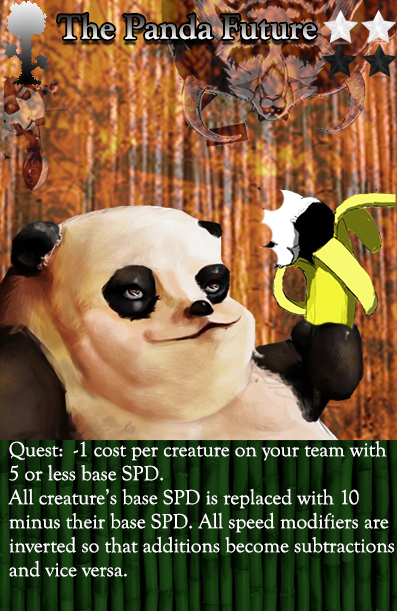 The Panda Future
Quest:  -1 cost per creature on your team with
5 or less base SPD.
All creature's base SPD is replaced with 10
minus their base SPD. All speed modifiers are
inverted so that additions become subtractions
and vice versa.